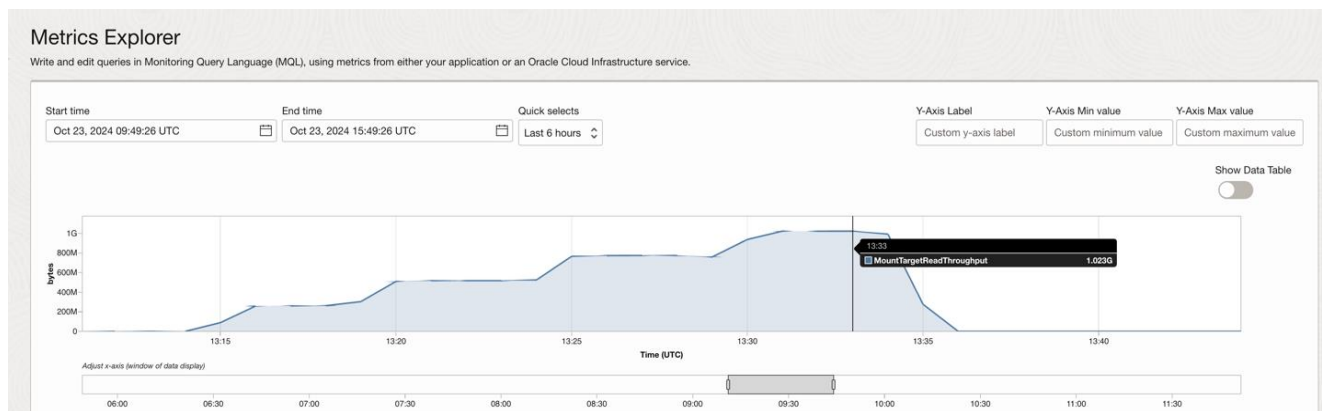 Metrics Explorer
Write and edit queries in Monitoring Query Language (MQL), using metrics from either your application or an Oracle Cloud Infrastructure service.
Start time End time Quick selects Y-Axis Label Y-Axis Min value Y-Axis Max value
Oct 23, 2024 09:49:26 UTC Oct 23, 2024 15:49:26 UTC Last 6 hours Custom y-axis label Custom minimum value Custom maximum value
Show Data Table
bytes
1G
800M
600M
400M
200M
0
13:33
MountTargetReadThroughput 1.023G
13:15 13:20 13:25 13:30 13:35 13:40
Time (UTC)
Adjust x-axis (window of data display)
06:00 06:30 07:00 07:30 08:00 08:30 09:00 09:30 10:00 10:30 11:00 11:30